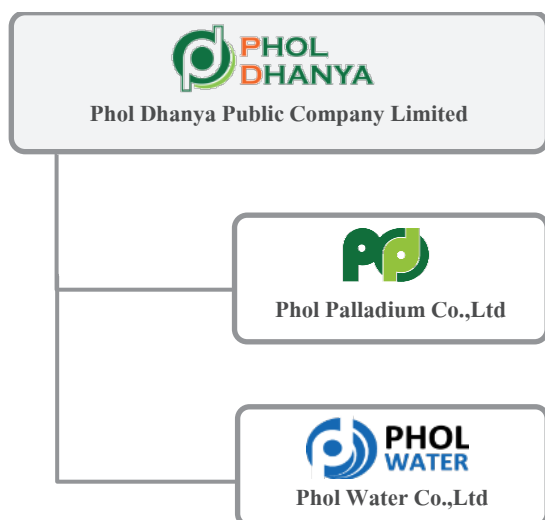 PHOL
DHANYA
Phol Dhanya Public Company Limited
Phol Palladium Co.,Ltd
PHOL
WATER
Phol Water Co.,Ltd